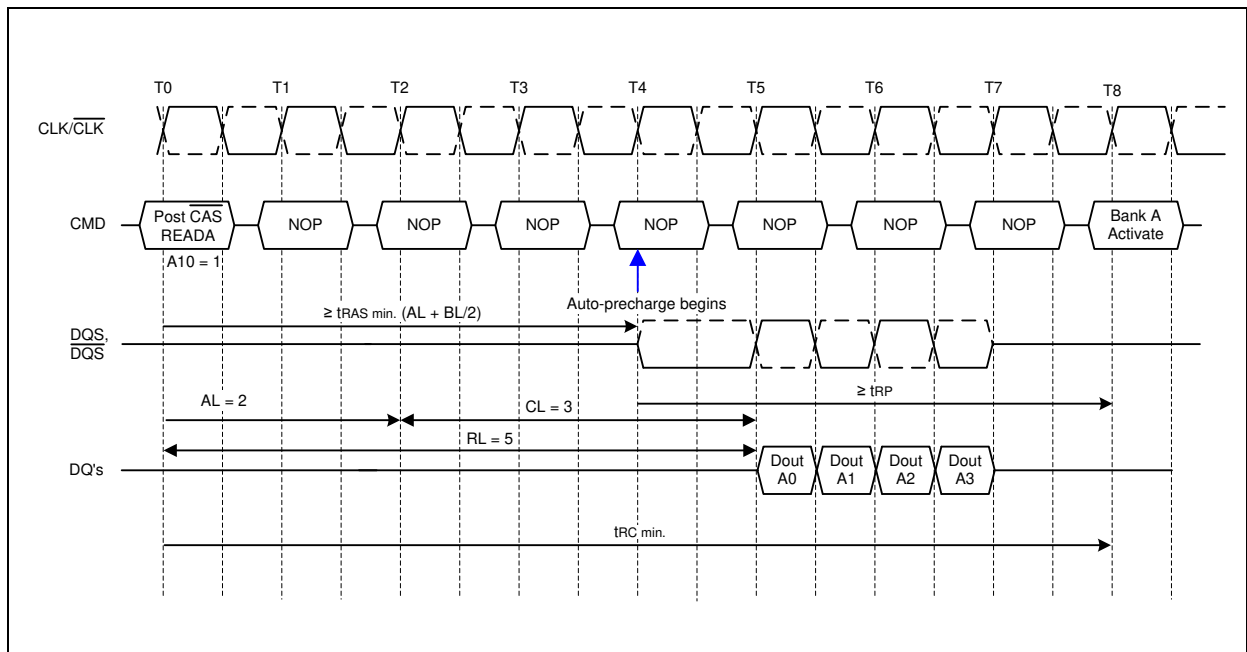 T0 T1 T2 T3 T4 T5 T6 T7 T8
CLK/CLK
CMD
Post CAS
READA
NOP NOP NOP NOP NOP NOP NOP
Bank A
Activate
A10 = 1
Auto-precharge begins
≥ tRAS min. (AL + BL/2)
DQS,
DQS
≥ tRP
AL = 2
CL = 3
RL = 5
DQ's
Dout
A0
Dout
A1
Dout
A2
Dout
A3
tRC min.